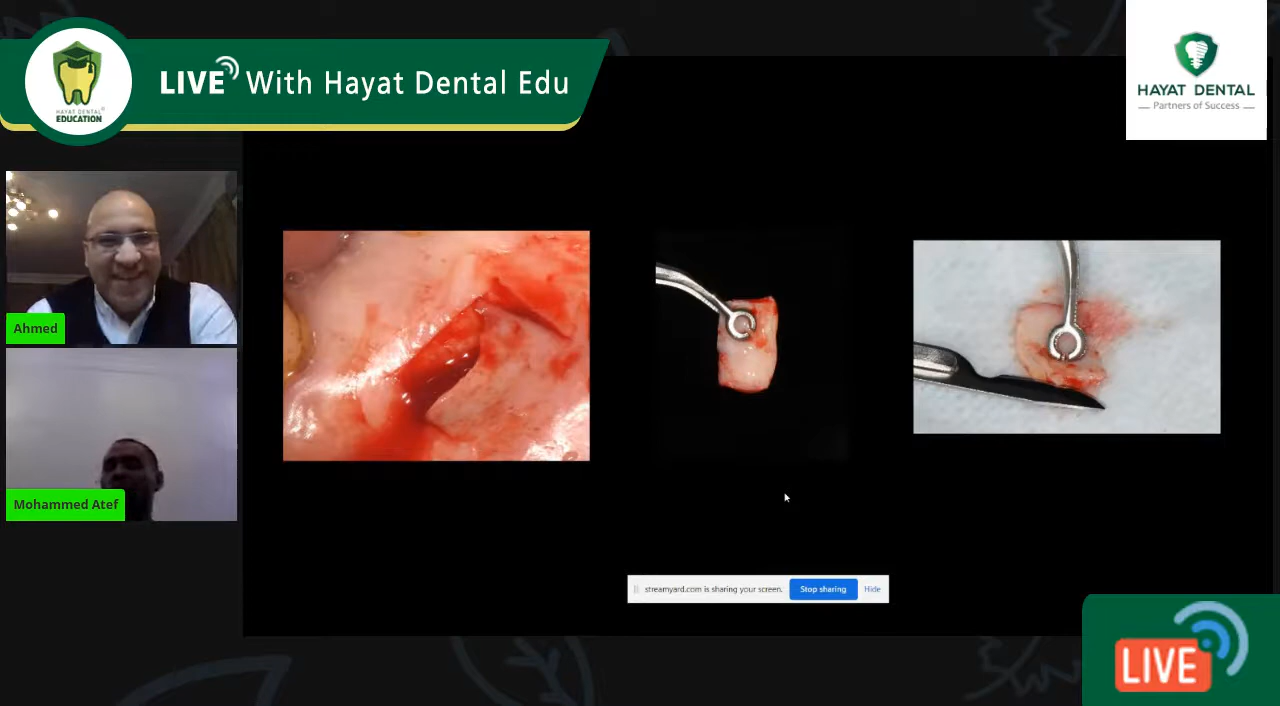 LIVE With Hayat Dental Edu
HAYAT DENTAL
EDUCATION
HAYAT DENTAL
Partners of Success
Ahmed
Mohammed Atef
streamyard.com is sharing your screen.
Stop sharing
Hide
LIVE